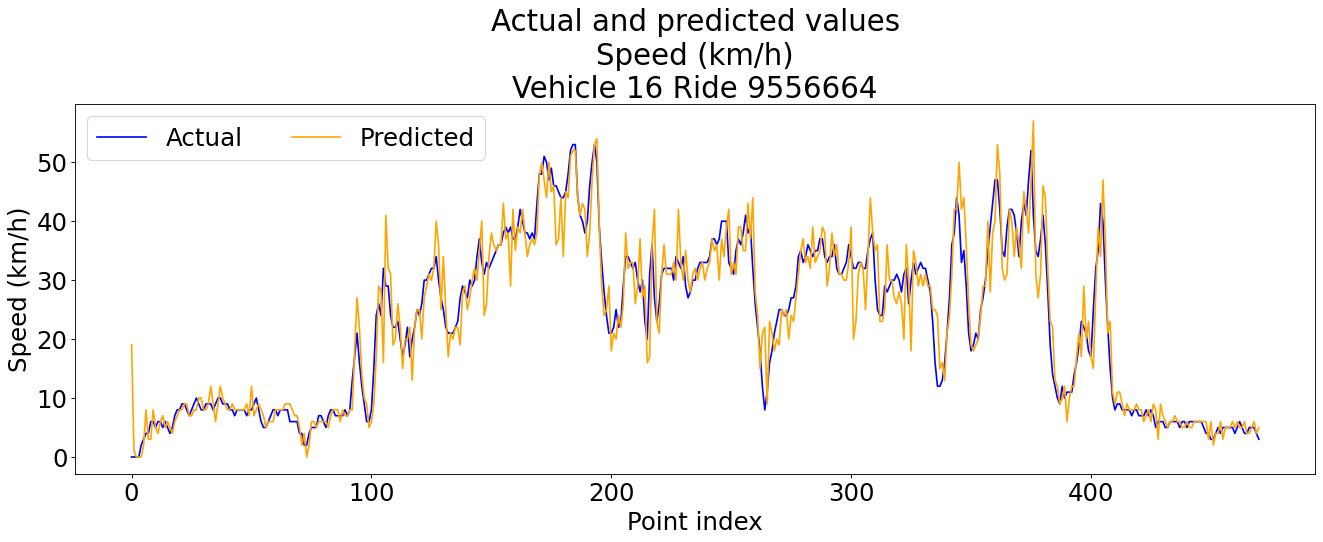 Actual and predicted values
Speed (km/h)
Vehicle 16 Ride 9556664
Actual
Predicted
Speed (km/h)
50
40
30
20
10
0
0
100
200
300
400
Point index